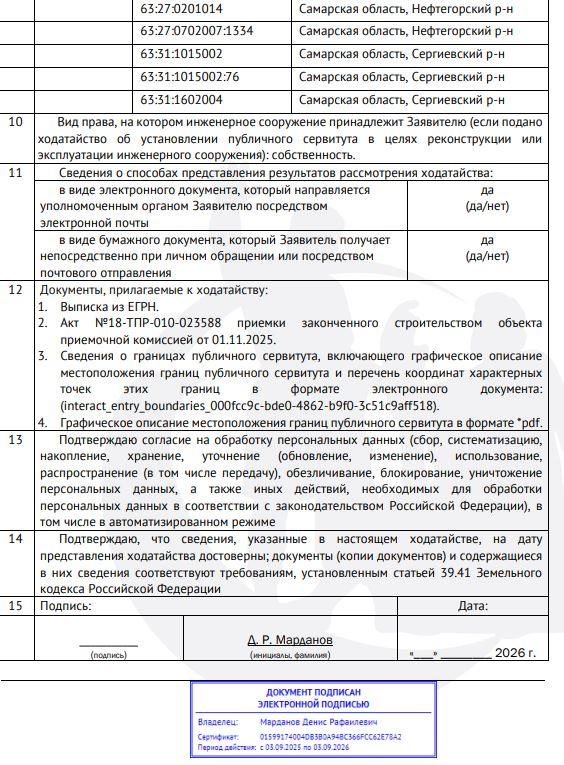 63:27:0201014 Самарская область, Нефтегорский р-н
63:27:0702007:1334 Самарская область, Нефтегорский р-н
63:31:1015002 Самарская область, Сергиевский р-н
63:31:1015002:76 Самарская область, Сергиевский р-н
63:31:1602004 Самарская область, Сергиевский р-н
10 Вид права, на котором инженерное сооружение принадлежит Заявителю (если подано
ходатайство об установлении публичного сервитута в целях реконструкции или
эксплуатации инженерного сооружения): собственность.
11 Сведения о способах представления результатов рассмотрения ходатайства:
в виде электронного документа, который направляется да
уполномоченным органом Заявителю посредством (да/нет)
электронной почты
в виде бумажного документа, который Заявитель получает да
непосредственно при личном обращении или посредством (да/нет)
почтового отправления
12 Документы, прилагаемые к ходатайству:
1. Выписка из ЕГРН.
2. Акт №18-ТПР-010-023588 приемки законченного строительством объекта
приемочной комиссией от 01.11.2025.
3. Сведения о границах публичного сервитута, включающего графическое описание
местоположения границ публичного сервитута и перечень координат характерных
точек этих границ в формате электронного документа:
(interact_entry_boundaries_000fcc9c-bde0-4862-b9f0-3c51c9aff518).
4. Графическое описание местоположения границ публичного сервитута в формате *pdf.
13 Подтверждаю согласие на обработку персональных данных (сбор, систематизацию,
накопление, хранение, уточнение (обновление, изменение), использование,
распространение (в том числе передачу), обезличивание, блокирование, уничтожение
персональных данных, а также иных действий, необходимых для обработки
персональных данных в соответствии с законодательством Российской Федерации), в
том числе в автоматизированном режиме
14 Подтверждаю, что сведения, указанные в настоящем ходатайстве, на дату
представления ходатайства достоверны; документы (копии документов) и содержащиеся
в них сведения соответствуют требованиям, установленным статьей 39.41 Земельного
кодекса Российской Федерации
15 Подпись: Дата:
__________ Д. Р. Марданов
(подпись) (инициалы, фамилия) «___» ________ 2026 г.
ДОКУМЕНТ ПОДПИСАН
ЭЛЕКТРОННОЙ ПОДПИСЬЮ
Владелец: Марданов Денис Рафаилевич
Сертификат: 01599174004DB3B0A94BC366FCC62E78A2
Период действия: с 03.09.2025 по 03.09.2026